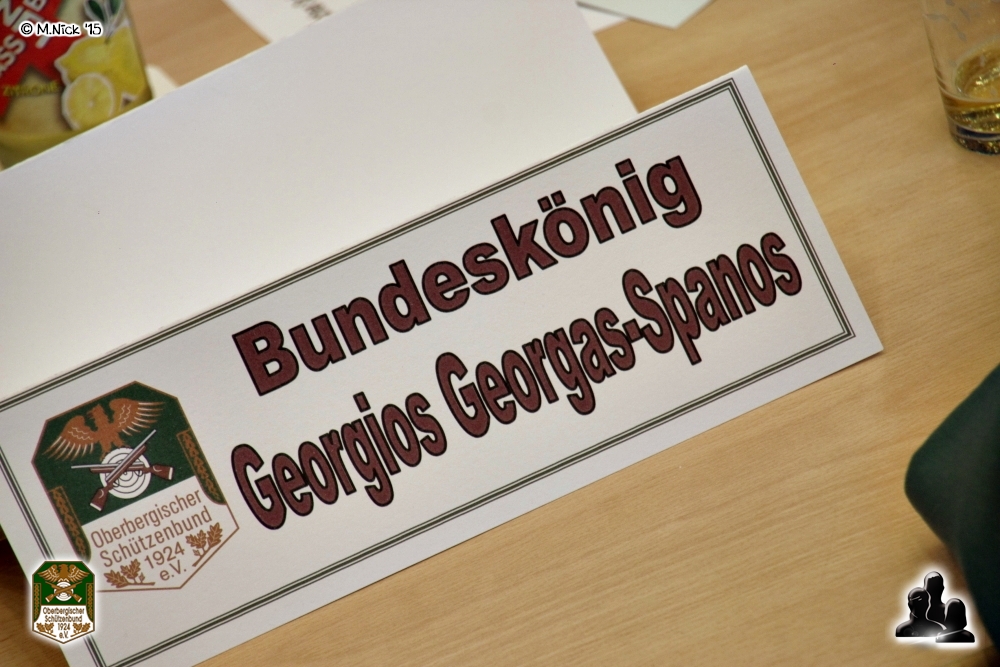 © M.Nick '15
Bundeskönig
Georgios Georgas-Spanos
Oberbergischer
Schützenbund
1924
e.V.
Oberbergischer
Schützenbund
1924
e.V.